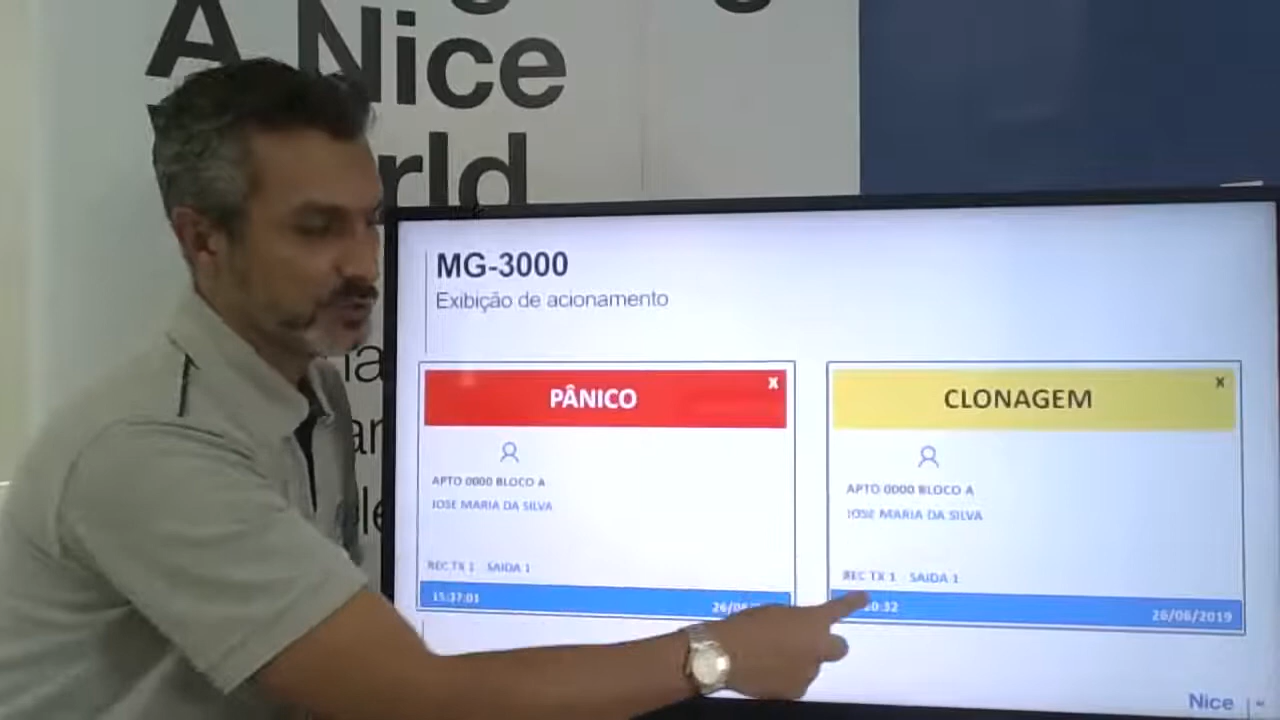 A Nice
MG-3000
Exibição de acionamento
PÂNICO
x
APTO 0000 BLOCO A
JOSE MARIA DA SILVA
REC TX 1 SAIDA 1
15:37:01
CLONAGEM
x
APTO 0000 BLOCO A
JOSE MARIA DA SILVA
REC TX 1 SAIDA 1
26/06/2019
Nice